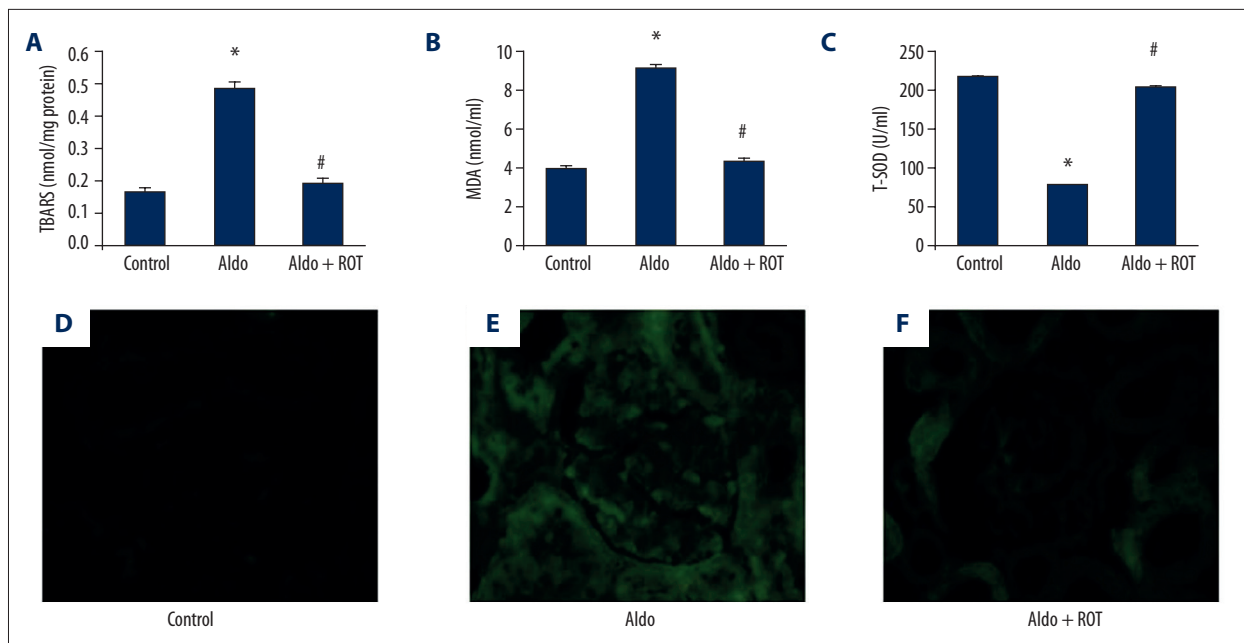 A
TBARS (nmol/mg protein)
0.6
0.5
0.4
0.3
0.2
0.1
0.0
*
#
Control Aldo Aldo + ROT
B
MDA (nmol/ml)
10
8
6
4
2
0
*
#
Control Aldo Aldo + ROT
C
T-SOD (U/ml)
250
200
150
100
50
0
*
#
Control Aldo Aldo + ROT
D
Control
E
Aldo
F
Aldo + ROT